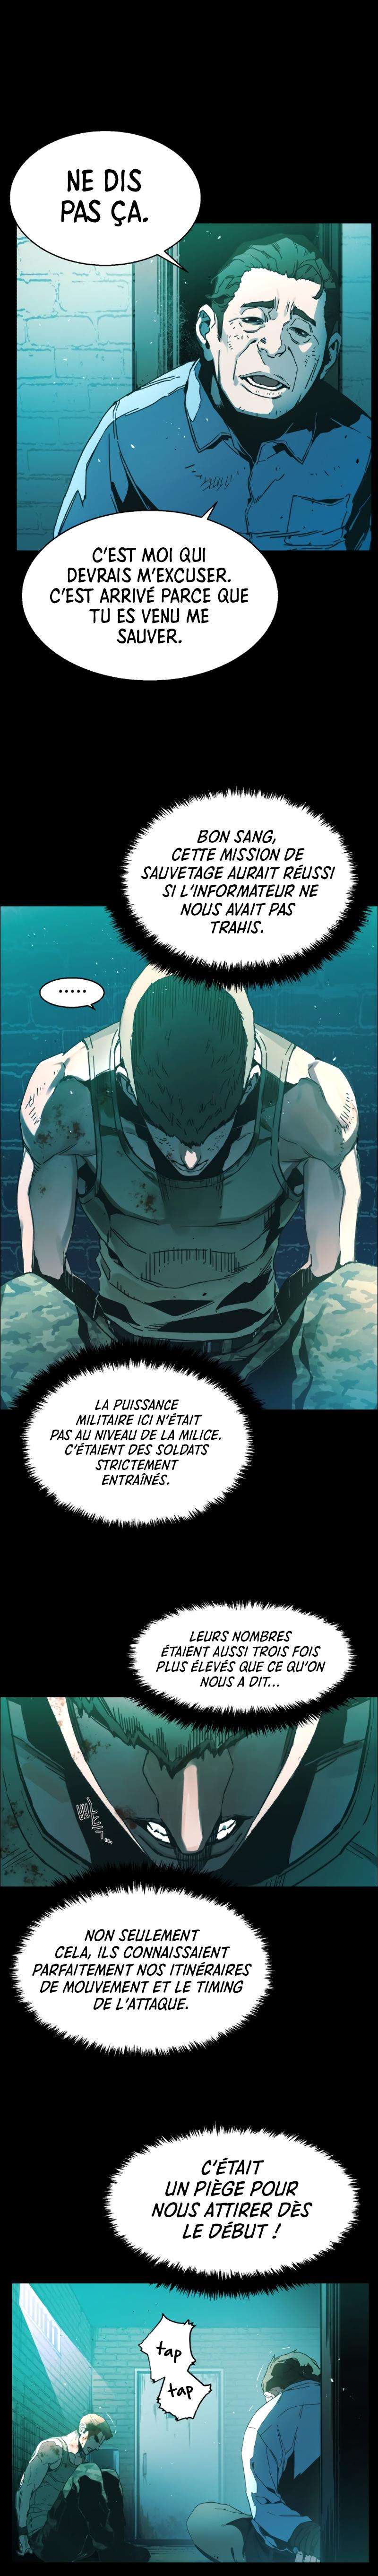 NE DIS
PAS ÇA.
C'EST MOI QUI
DEVRAIS M'EXCUSER.
C'EST ARRIVÉ PARCE QUE
TU ES VENU ME
SAUVER.
BON SANG,
CETTE MISSION DE
SAUVETAGE AURAIT RÉUSSI
SI L'INFORMATEUR NE
NOUS AVAIT PAS
TRAHIS.
.....
LA PUISSANCE
MILITAIRE ICI N'ÉTAIT
PAS AU NIVEAU DE LA MILICE.
C'ÉTAIENT DES SOLDATS
STRICTEMENT
ENTRAÎNÉS.
LEURS NOMBRES
ÉTAIENT AUSSI TROIS FOIS
PLUS ÉLEVÉS QUE CE QU'ON
NOUS A DIT...
NON SEULEMENT
CELA, ILS CONNAISSAIENT
PARFAITEMENT NOS ITINÉRAIRES
DE MOUVEMENT ET LE TIMING
DE L'ATTAQUE.
C'ÉTAIT
UN PIÈGE POUR
NOUS ATTIRER DÈS
LE DÉBUT !
tap
tap